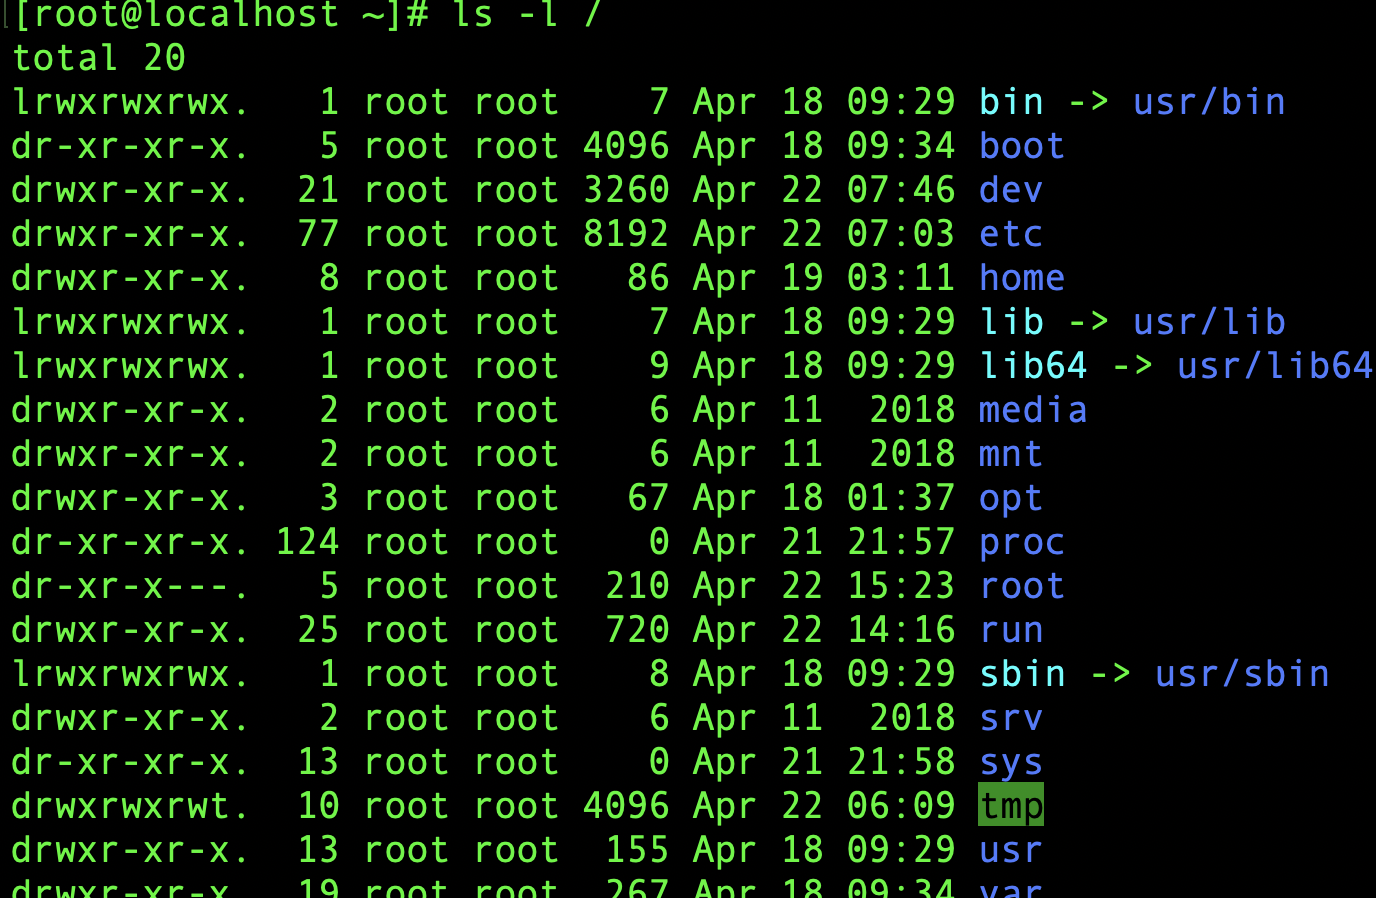 [root@localhost ~]# ls -l /
total 20
lrwxrwxrwx.   1 root root    7 Apr 18 09:29 bin -> usr/bin
dr-xr-xr-x.   5 root root 4096 Apr 18 09:34 boot
drwxr-xr-x.  21 root root 3260 Apr 22 07:46 dev
drwxr-xr-x.  77 root root 8192 Apr 22 07:03 etc
drwxr-xr-x.   8 root root   86 Apr 19 03:11 home
lrwxrwxrwx.   1 root root    7 Apr 18 09:29 lib -> usr/lib
lrwxrwxrwx.   1 root root    9 Apr 18 09:29 lib64 -> usr/lib64
drwxr-xr-x.   2 root root    6 Apr 11  2018 media
drwxr-xr-x.   2 root root    6 Apr 11  2018 mnt
drwxr-xr-x.   3 root root   67 Apr 18 01:37 opt
dr-xr-xr-x. 124 root root    0 Apr 21 21:57 proc
dr-xr-x---.   5 root root  210 Apr 22 15:23 root
drwxr-xr-x.  25 root root  720 Apr 22 14:16 run
lrwxrwxrwx.   1 root root    8 Apr 18 09:29 sbin -> usr/sbin
drwxr-xr-x.   2 root root    6 Apr 11  2018 srv
dr-xr-xr-x.  13 root root    0 Apr 21 21:58 sys
drwxrwxrwt.  10 root root 4096 Apr 22 06:09 tmp
drwxr-xr-x.  13 root root  155 Apr 18 09:29 usr
drwxr-xr-x.  19 root root  267 Apr 18 09:34 var